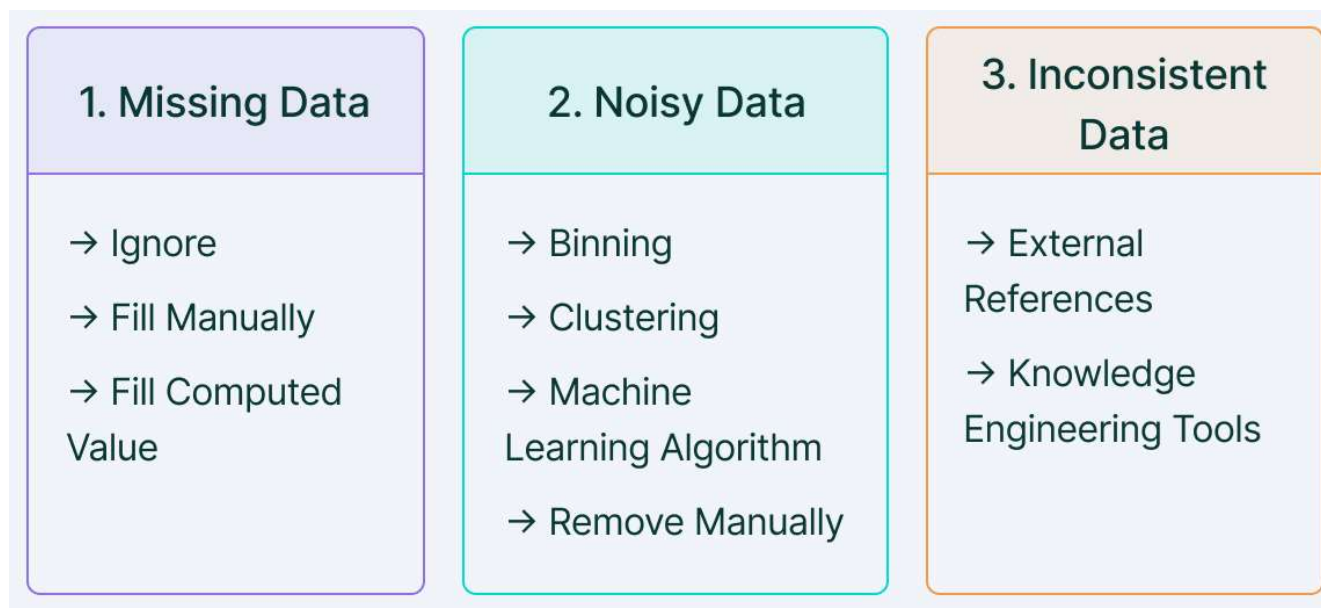 1. Missing Data
→ Ignore
→ Fill Manually
→ Fill Computed
Value
2. Noisy Data
→ Binning
→ Clustering
→ Machine
Learning Algorithm
→ Remove Manually
3. Inconsistent
Data
→ External
References
→ Knowledge
Engineering Tools